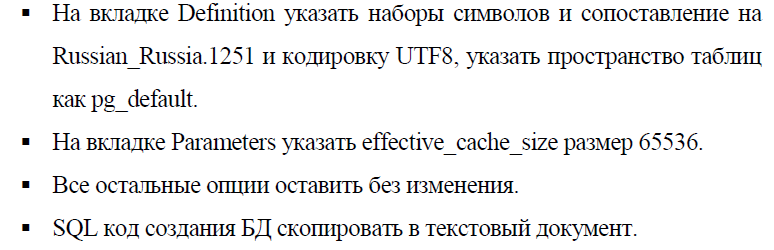 ▪ На вкладке Definition указать наборы символов и сопоставление на
Russian_Russia.1251 и кодировку UTF8, указать пространство таблиц
как pg_default.
▪ На вкладке Parameters указать effective_cache_size размер 65536.
▪ Все остальные опции оставить без изменения.
▪ SQL код создания БД скопировать в текстовый документ.